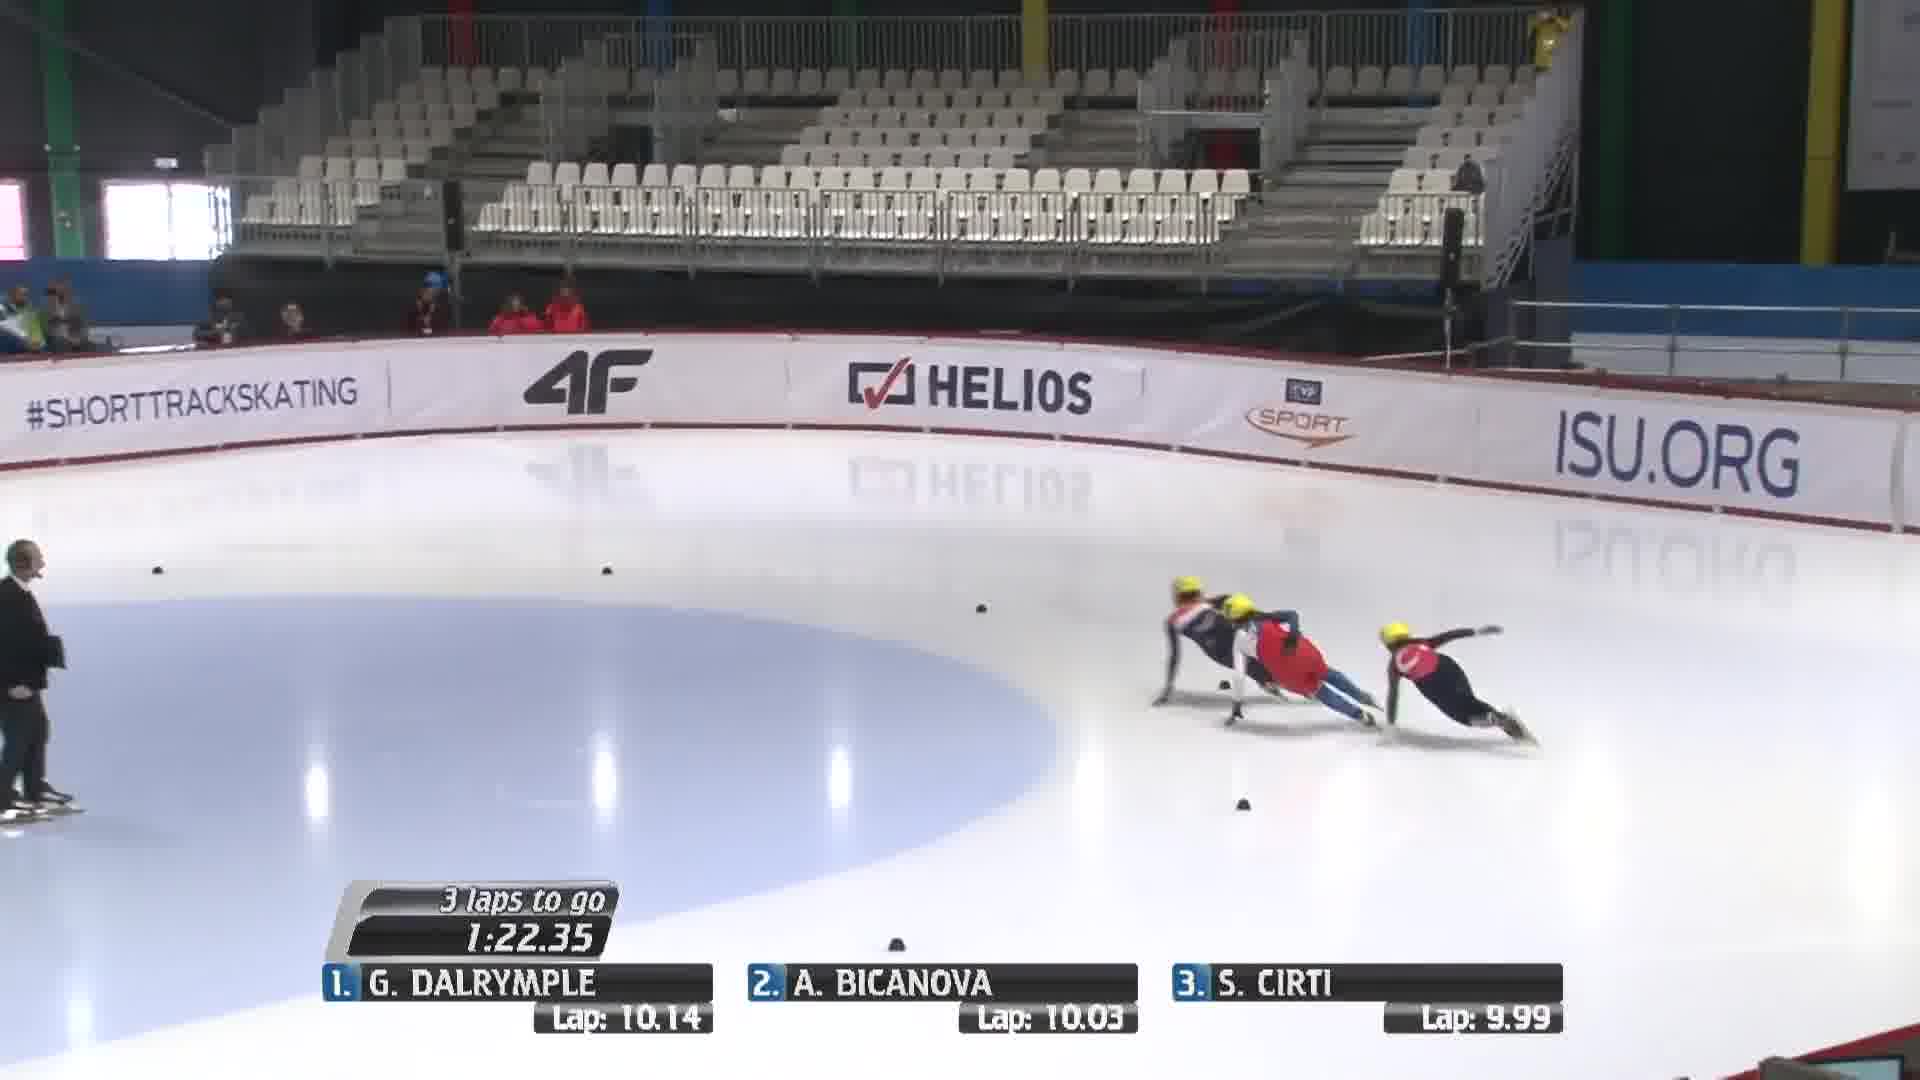 #SHORTTRACKSKATING
4F
HELIOS
TVP
SPORT
ISU.ORG
3 laps to go
1:22.35
1. G. DALRYMPLE
Lap: 10.14
2. A. BICANOVA
Lap: 10.03
3. S. CIRTI
Lap: 9.99